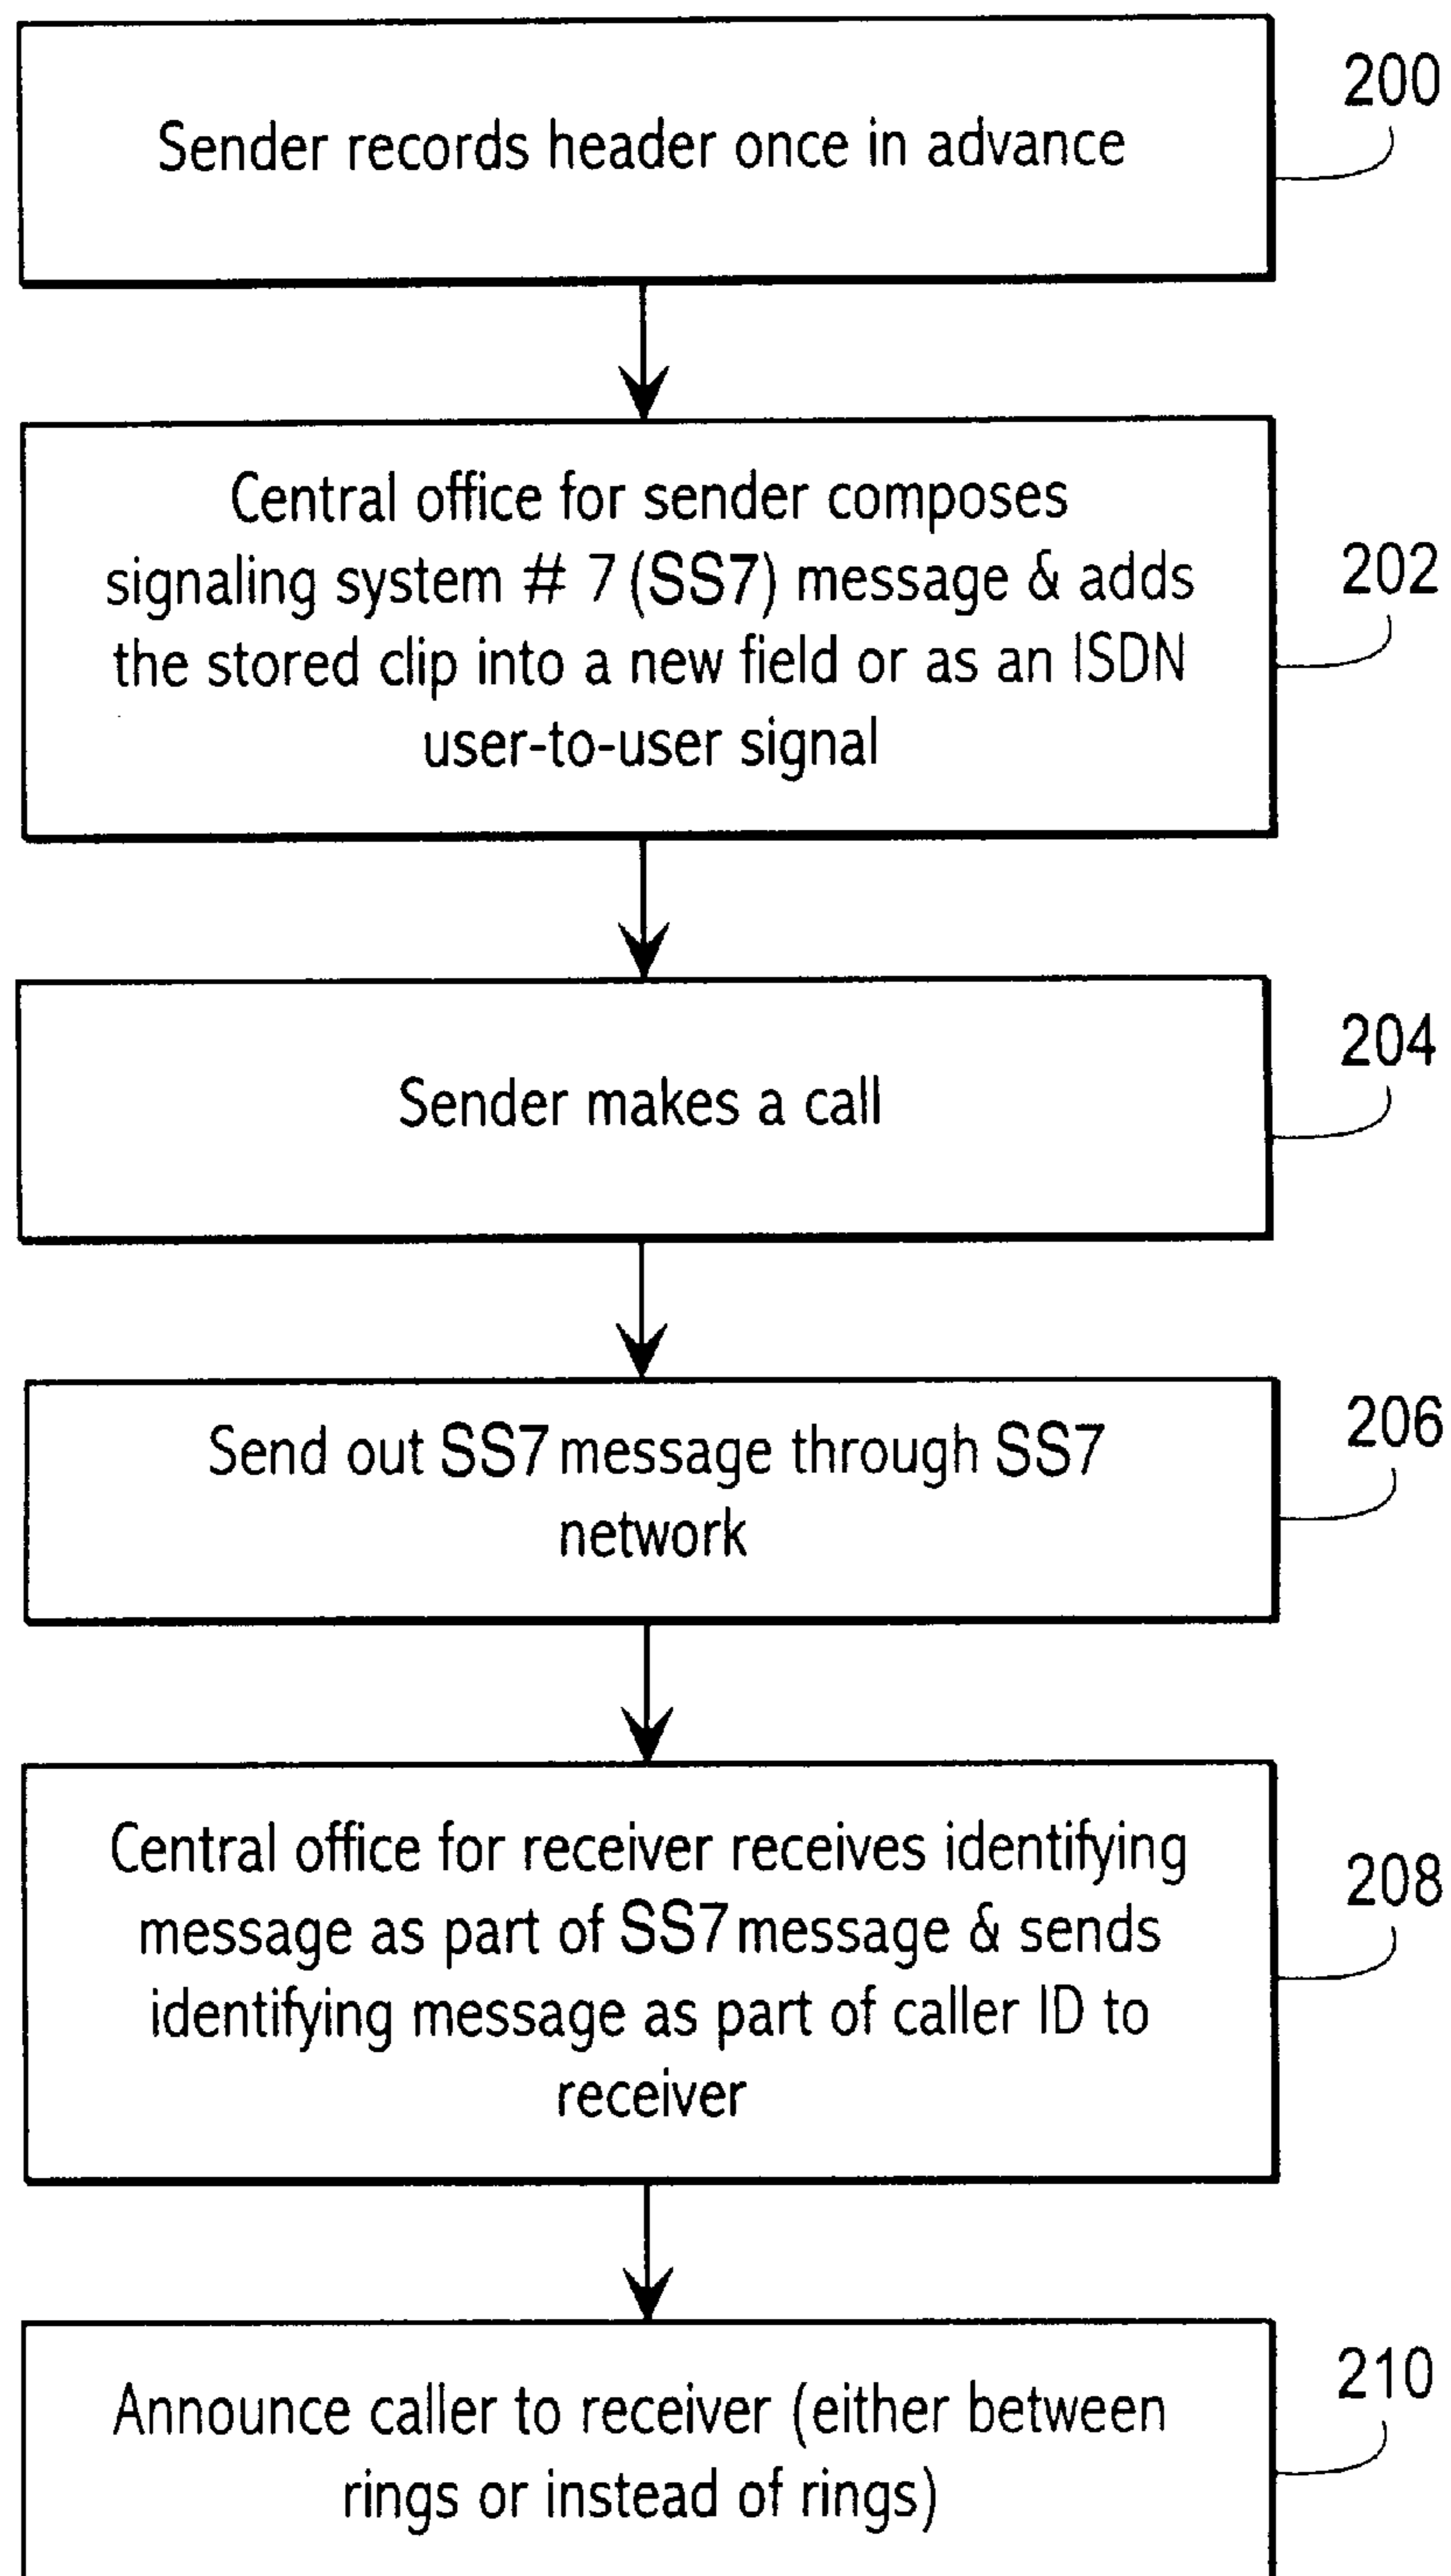 Sender records header once in advance
200
Central office for sender composes
signaling system # 7 (SS7) message & adds
the stored clip into a new field or as an ISDN
user-to-user signal
202
Sender makes a call
204
Send out SS7 message through SS7
network
206
Central office for receiver receives identifying
message as part of SS7 message & sends
identifying message as part of caller ID to
receiver
208
Announce caller to receiver (either between
rings or instead of rings)
210